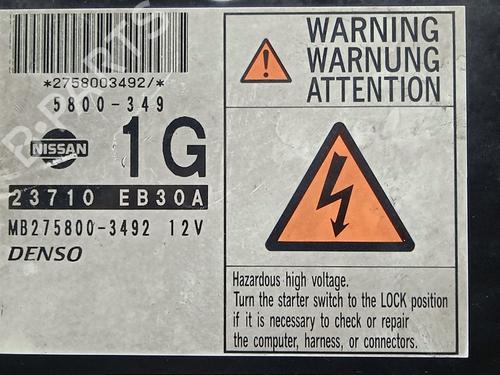 *2758003492/*
5800-349
NISSAN
1G
23710 EB30A
MB275800-3492 12V
DENSO
WARNING
WARNUNG
ATTENTION
Hazardous high voltage.
Turn the starter switch to the LOCK position
if it is necessary to check or repair
the computer, harness, or connectors.
B-PARTS